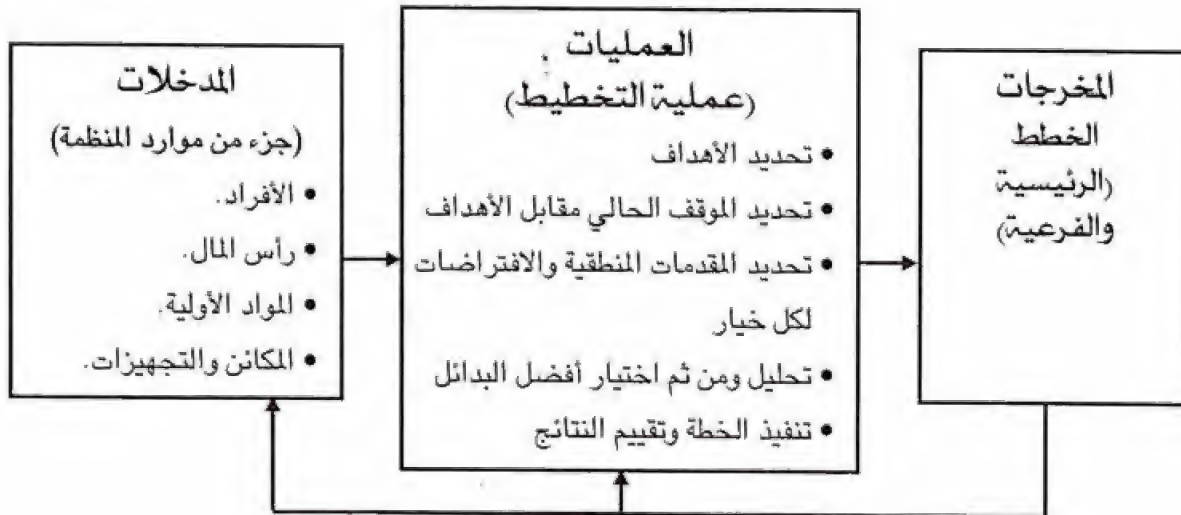 المدخلات
(جزء من موارد المنظمة)
• الأفراد.
• رأس المال.
• المواد الأولية.
• المكائن والتجهيزات.
العمليات
(عملية التخطيط)
• تحديد الأهداف
• تحديد الموقف الحالي مقابل الأهداف
• تحديد المقدمات المنطقية والافتراضات
لكل خيار
• تحليل ومن ثم اختيار أفضل البدائل
• تنفيذ الخطة وتقييم النتائج
المخرجات
الخطط
(الرئيسية
والفرعية)